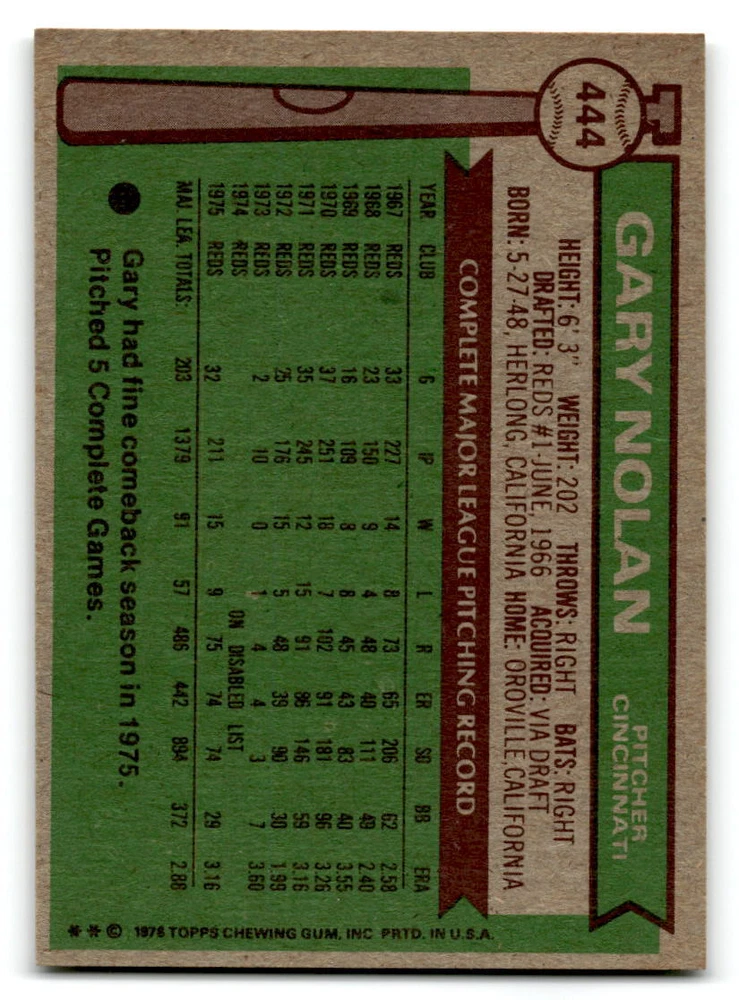 444
GARY NOLAN
PITCHER
CINCINNATI
HEIGHT: 6' 3" WEIGHT: 202 THROWS: RIGHT BATS: RIGHT
DRAFTED: REDS #1-JUNE, 1966 ACQUIRED: VIA DRAFT
BORN: 5-27-48, HERLONG, CALIFORNIA HOME: OROVILLE, CALIFORNIA
COMPLETE MAJOR LEAGUE PITCHING RECORD
YEAR CLUB G IP W L R ER SO BB ERA
1967 REDS 33 227 14 8 73 65 206 62 2.58
1968 REDS 23 150 9 4 48 40 111 49 2.40
1969 REDS 16 109 8 8 45 43 83 40 3.55
1970 REDS 37 251 18 7 102 91 181 96 3.26
1971 REDS 35 245 12 15 91 86 146 59 3.16
1972 REDS 25 176 15 5 48 39 90 30 1.99
1973 REDS 2 10 0 1 4 4 3 7 3.60
1974 REDS ON DISABLED LIST
1975 REDS 32 211 15 9 75 74 74 29 3.16
MAJ. LEA. TOTALS: 203 1379 91 57 486 442 894 372 2.88
Gary had fine comeback season in 1975.
Pitched 5 Complete Games.
** © 1976 TOPPS CHEWING GUM, INC PRTD. IN U.S.A.